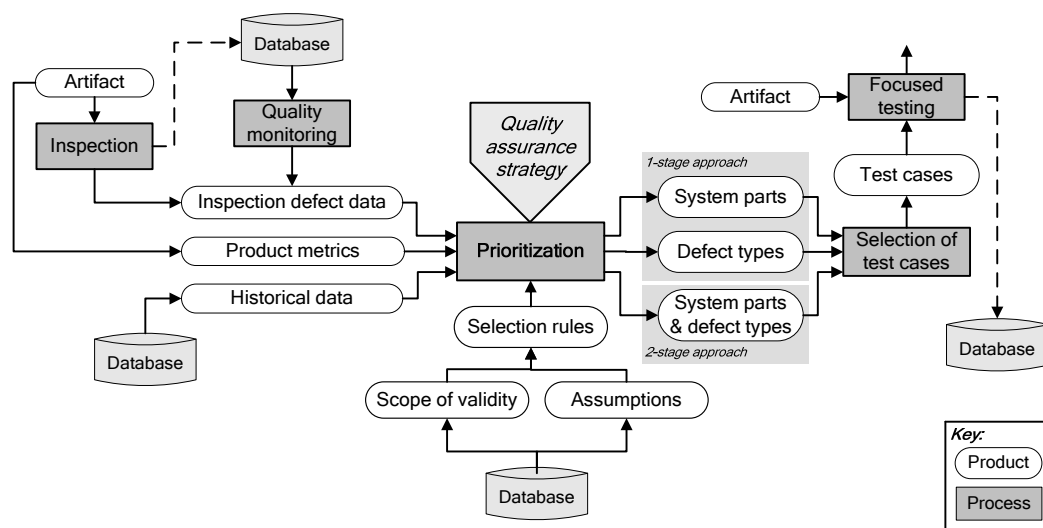 Database
Artifact
Inspection
Quality
monitoring
Inspection defect data
Product metrics
Historical data
Database
Quality
assurance
strategy
Prioritization
Selection rules
Scope of validity
Assumptions
Database
1-stage approach
System parts
Defect types
System parts
& defect types
2-stage approach
Artifact
Focused
testing
Test cases
Selection of
test cases
Database
Key:
Product
Process